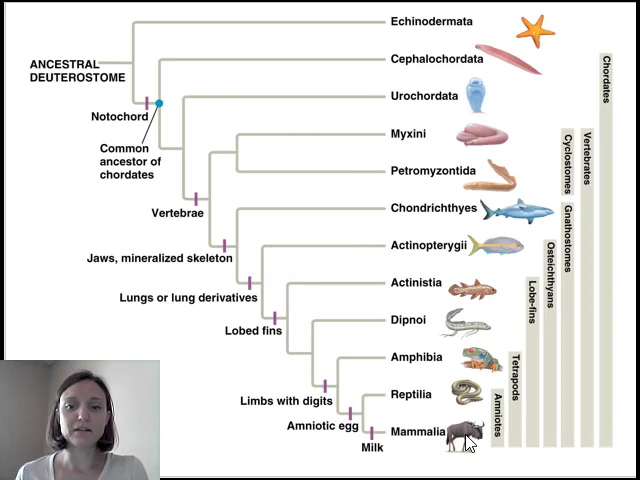 Echinodermata
ANCESTRAL
DEUTEROSTOME
Cephalochordata
Urochordata
Notochord
Common
ancestor of
chordates
Myxini
Petromyzontida
Vertebrae
Chondrichthyes
Jaws, mineralized skeleton
Actinopterygii
Lungs or lung derivatives
Actinistia
Lobed fins
Dipnoi
Amphibia
Limbs with digits
Reptilia
Amniotic egg
Mammalia
Milk
Chordates
Vertebrates
Cyclostomes
Gnathostomes
Osteichthyans
Lobe-fins
Tetrapods
Amniotes